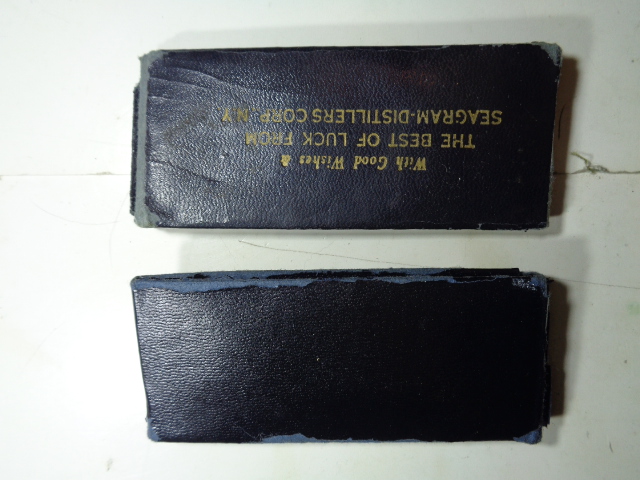 With Good Wishes &
THE BEST OF LUCK FROM
SEAGRAM-DISTILLERS CORP. N.Y.